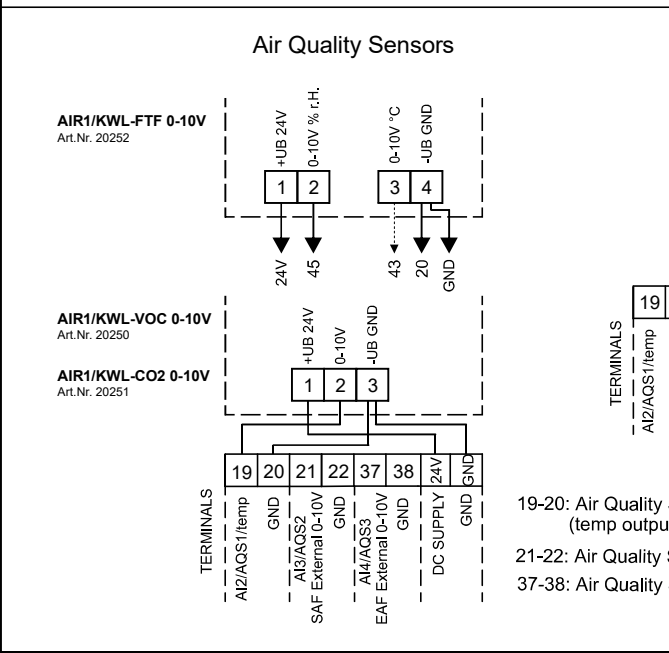 Air Quality Sensors
AIR1/KWL-FTF 0-10V
Art.Nr. 20252
+UB 24V
0-10V % r.H.
0-10V °C
-UB GND
1 2 3 4
24V
45
43
20
GND
AIR1/KWL-VOC 0-10V
Art.Nr. 20250
AIR1/KWL-CO2 0-10V
Art.Nr. 20251
+UB 24V
0-10V
-UB GND
1 2 3
19 20 21 22 37 38 24V GND
TERMINALS
AI2/AQS1/temp
GND
AI3/AQS2
SAF External 0-10V
GND
AI4/AQS3
EAF External 0-10V
GND
DC SUPPLY
GND
19
TERMINALS
AI2/AQS1/temp
19-20: Air Quality
(temp outpu
21-22: Air Quality
37-38: Air Quality